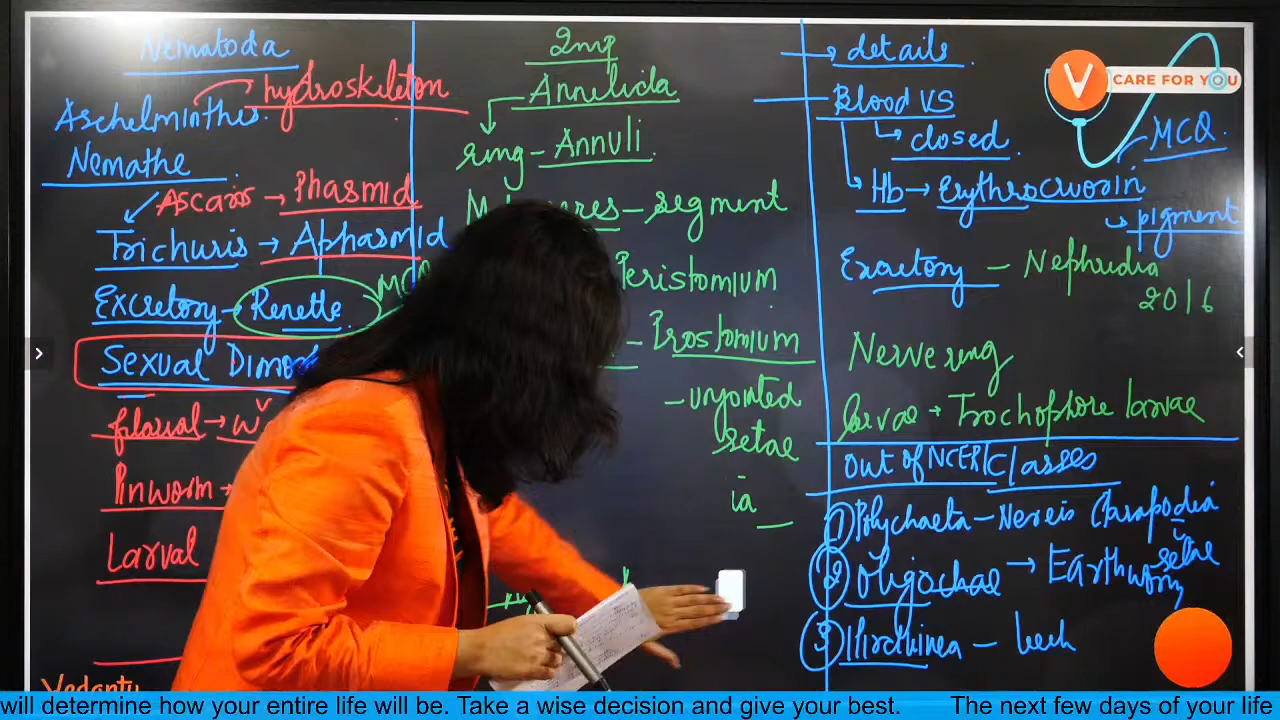 Nematoda
hydroskeleton
Aschelminthes.
Nemathe
Ascaris → Phasmid
Trichuris → Aphasmid
Excretory → Renette
Sexual
filarial →
Pinworm →
Larval
2mp
Annelida
ring - Annuli
segment
Peristomium
- Prostomium
- unjointed
setae
details
Blood VS
closed
MCQ
Hb → Erythrocruorin
pigment
Excretory - Nephridia
2016
Nerve ring
larvae → Trochophore larvae
Out of NCERT Classes
① Polychaeta - Nereis (Parapodia
setae
② Oligochae → Earthworm
③ Hirudinea - leech
V CARE FOR YOU
Vedantu
will determine how your entire life will be. Take a wise decision and give your best. The next few days of your life